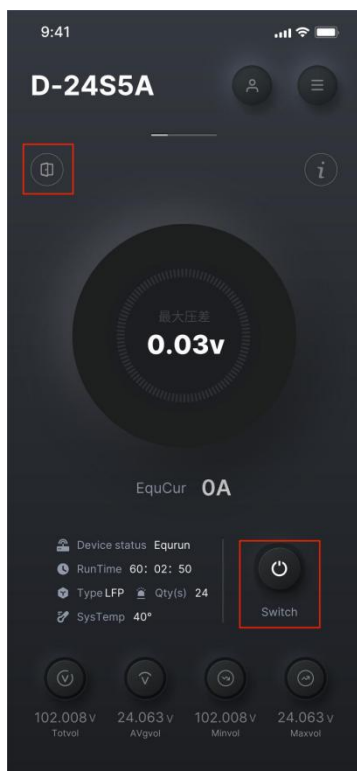 9:41
D-24S5A
i
最大压差
0.03v
EquCur 0A
Device status Equrun
RunTime 60: 02: 50
Type LFP Qty(s) 24
SysTemp 40°
Switch
V V
102.008V 24.063V 102.008V 24.063V
Totvol AVgvol Minvol Maxvol